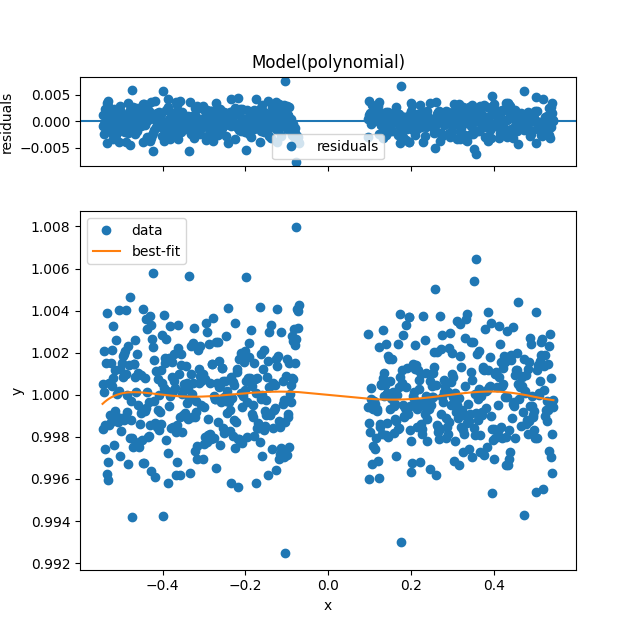 Model(polynomial)
residuals
0.005
0.000
−0.005
residuals
y
1.008
1.006
1.004
1.002
1.000
0.998
0.996
0.994
0.992
data
best-fit
−0.4
−0.2
0.0
0.2
0.4
x